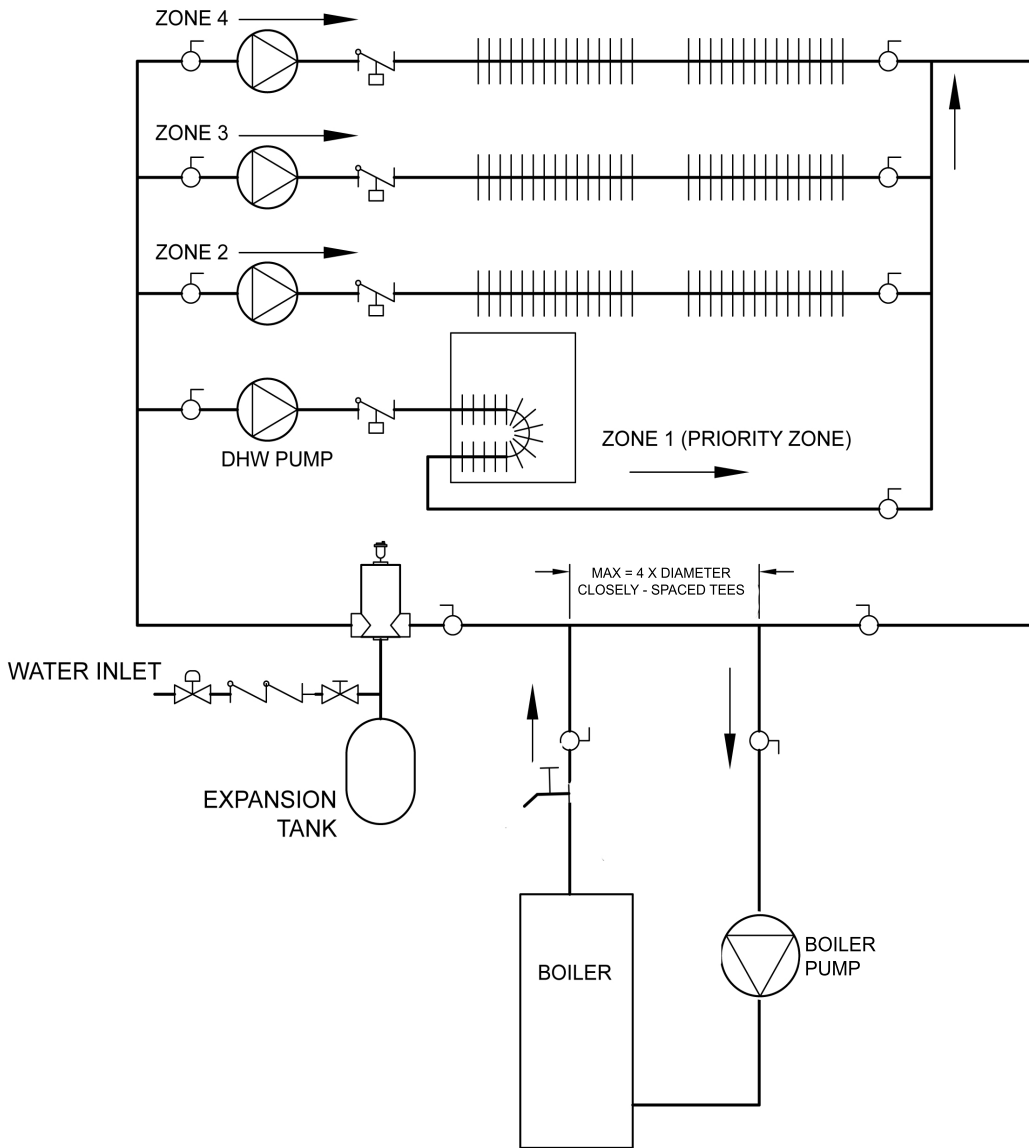 ZONE 4
ZONE 3
ZONE 2
DHW PUMP
ZONE 1 (PRIORITY ZONE)
MAX = 4 X DIAMETER
CLOSELY - SPACED TEES
WATER INLET
EXPANSION
TANK
BOILER
BOILER
PUMP